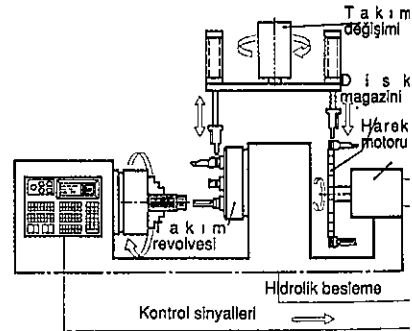 Takım
değişimi
Disk
magazini
Harek
motoru
Takım
revolvesi
Hidrolik besleme
Kontrol sinyalleri